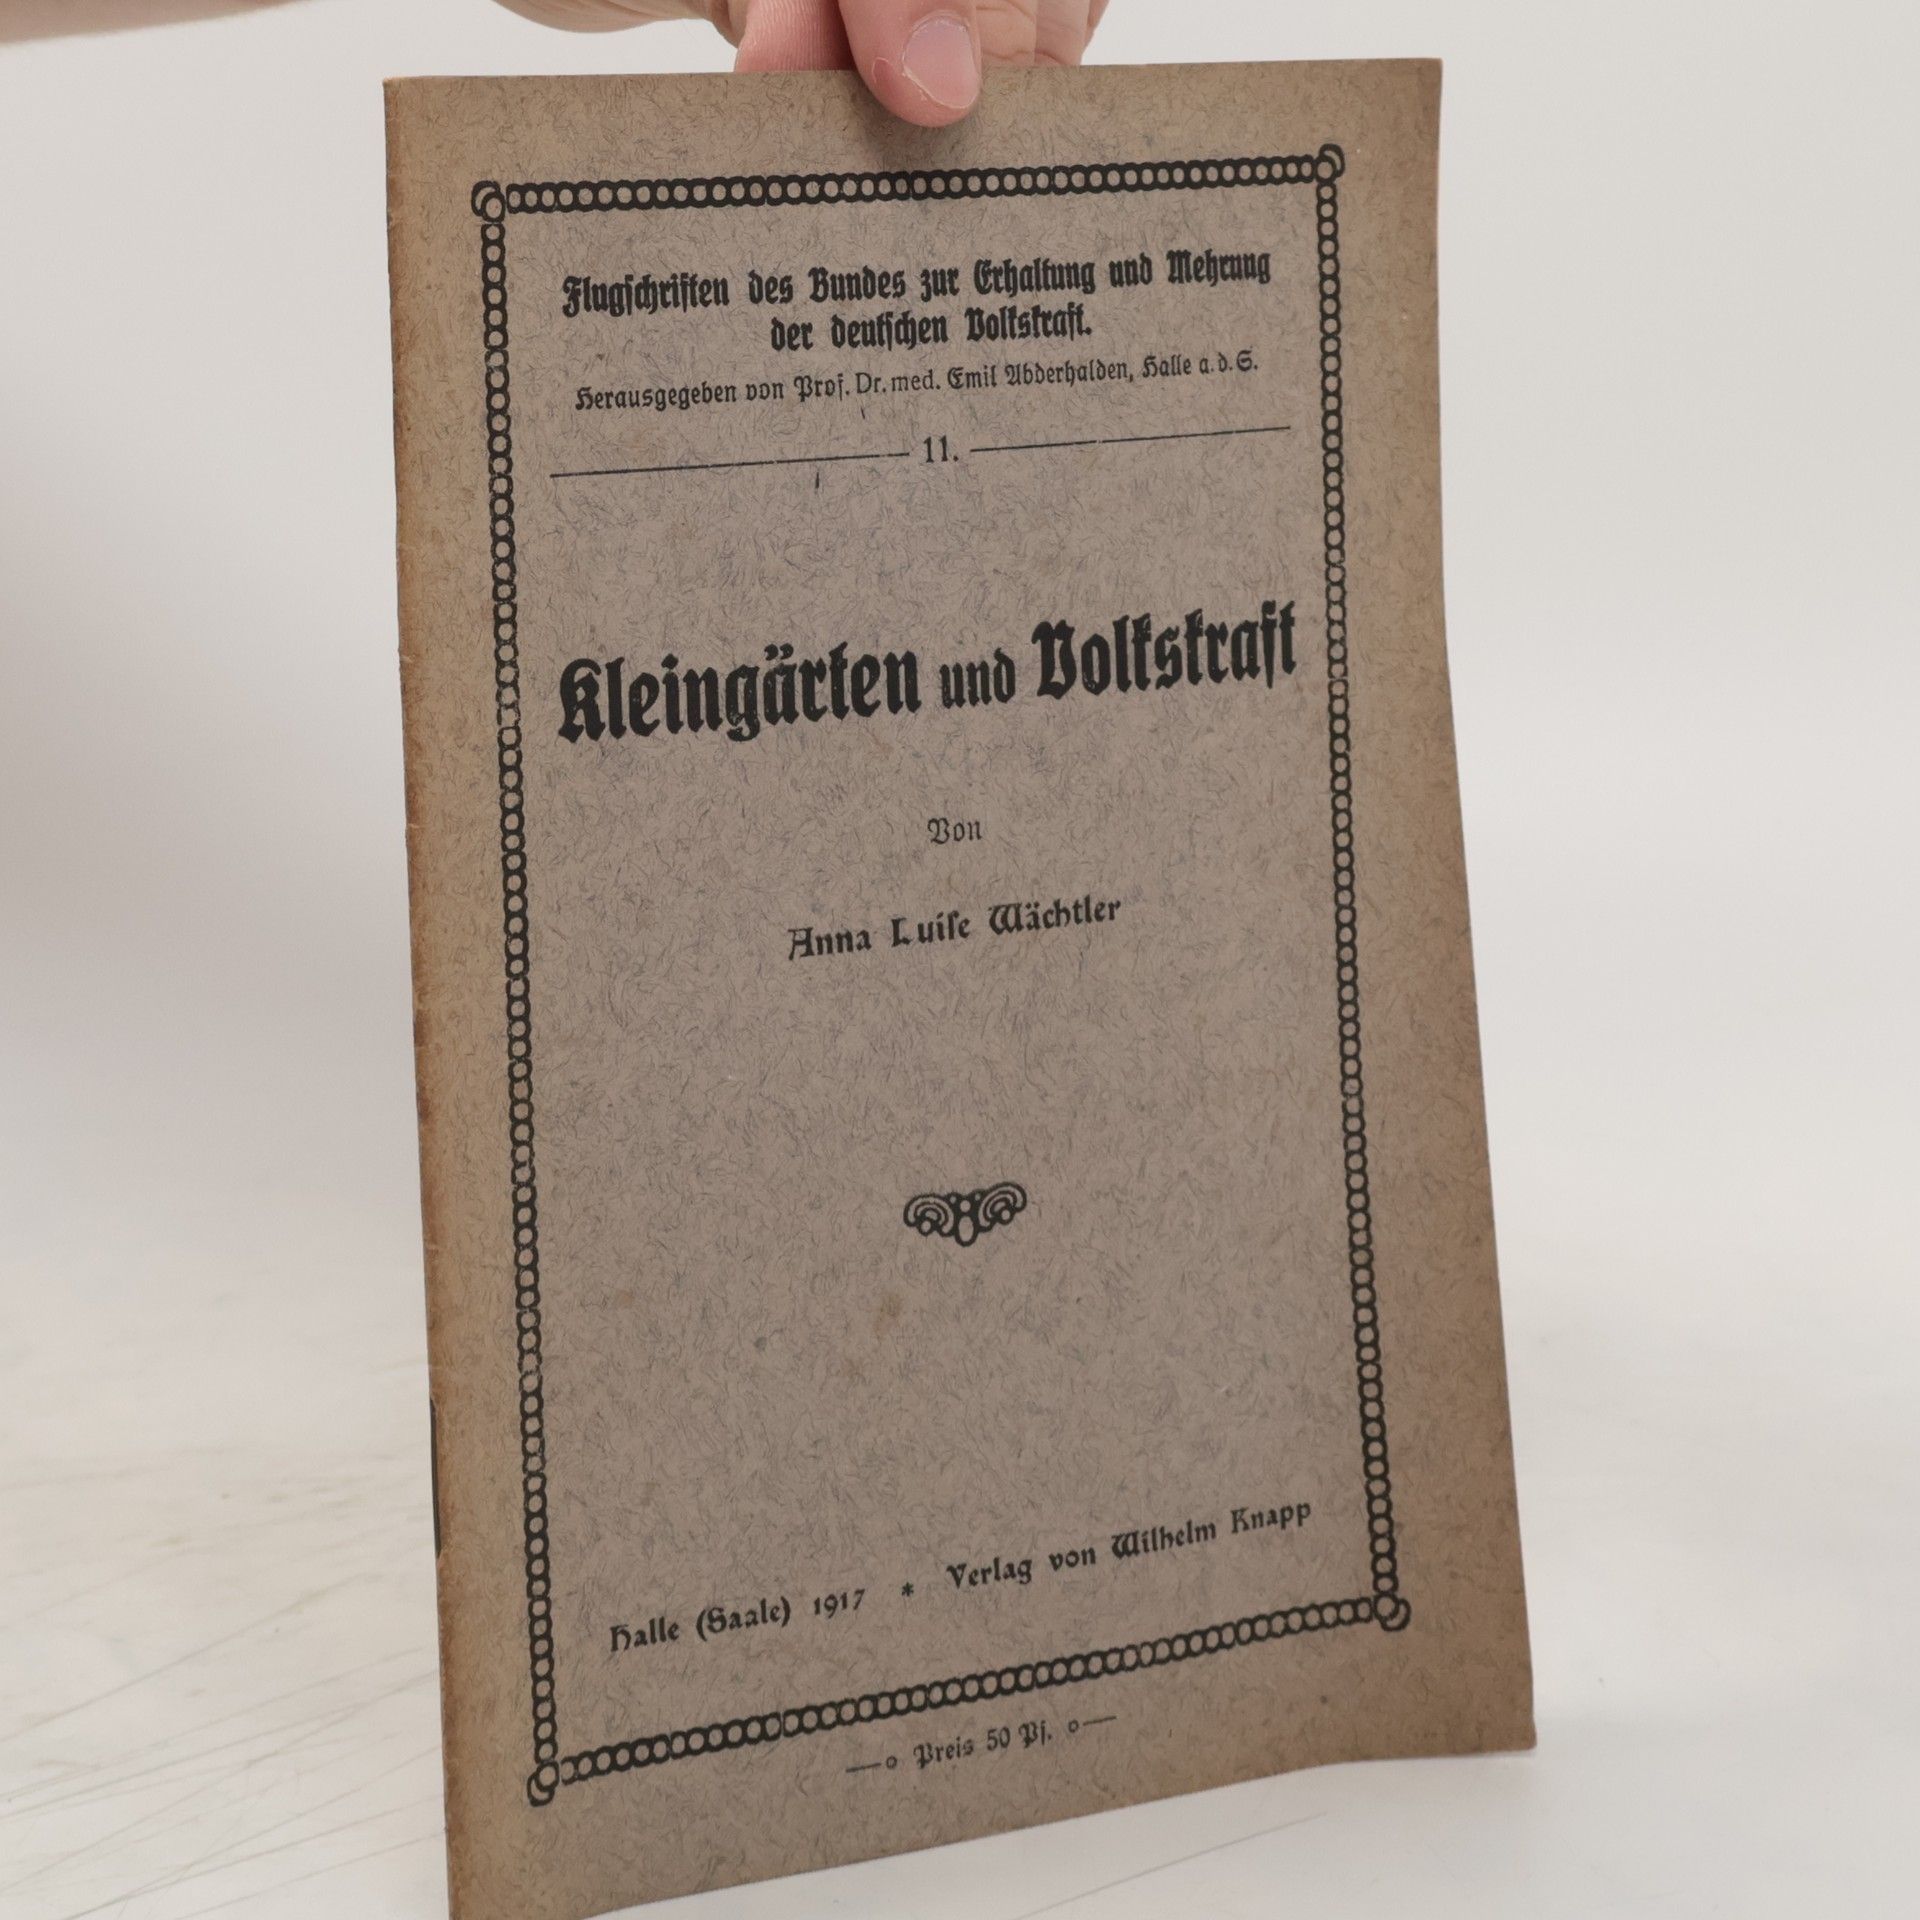 Flugschriften des Bundes zur Erhaltung und Mehrung
der deutschen Volkskraft.
Herausgegeben von Prof. Dr. med. Emil Abderhalden, Halle a. d. S.
11.
Kleingärten und Volkskraft
Von
Anna Luiſe Wächtler
Halle (Saale) 1917 * Verlag von Wilhelm Knapp
Preis 50 Pf.